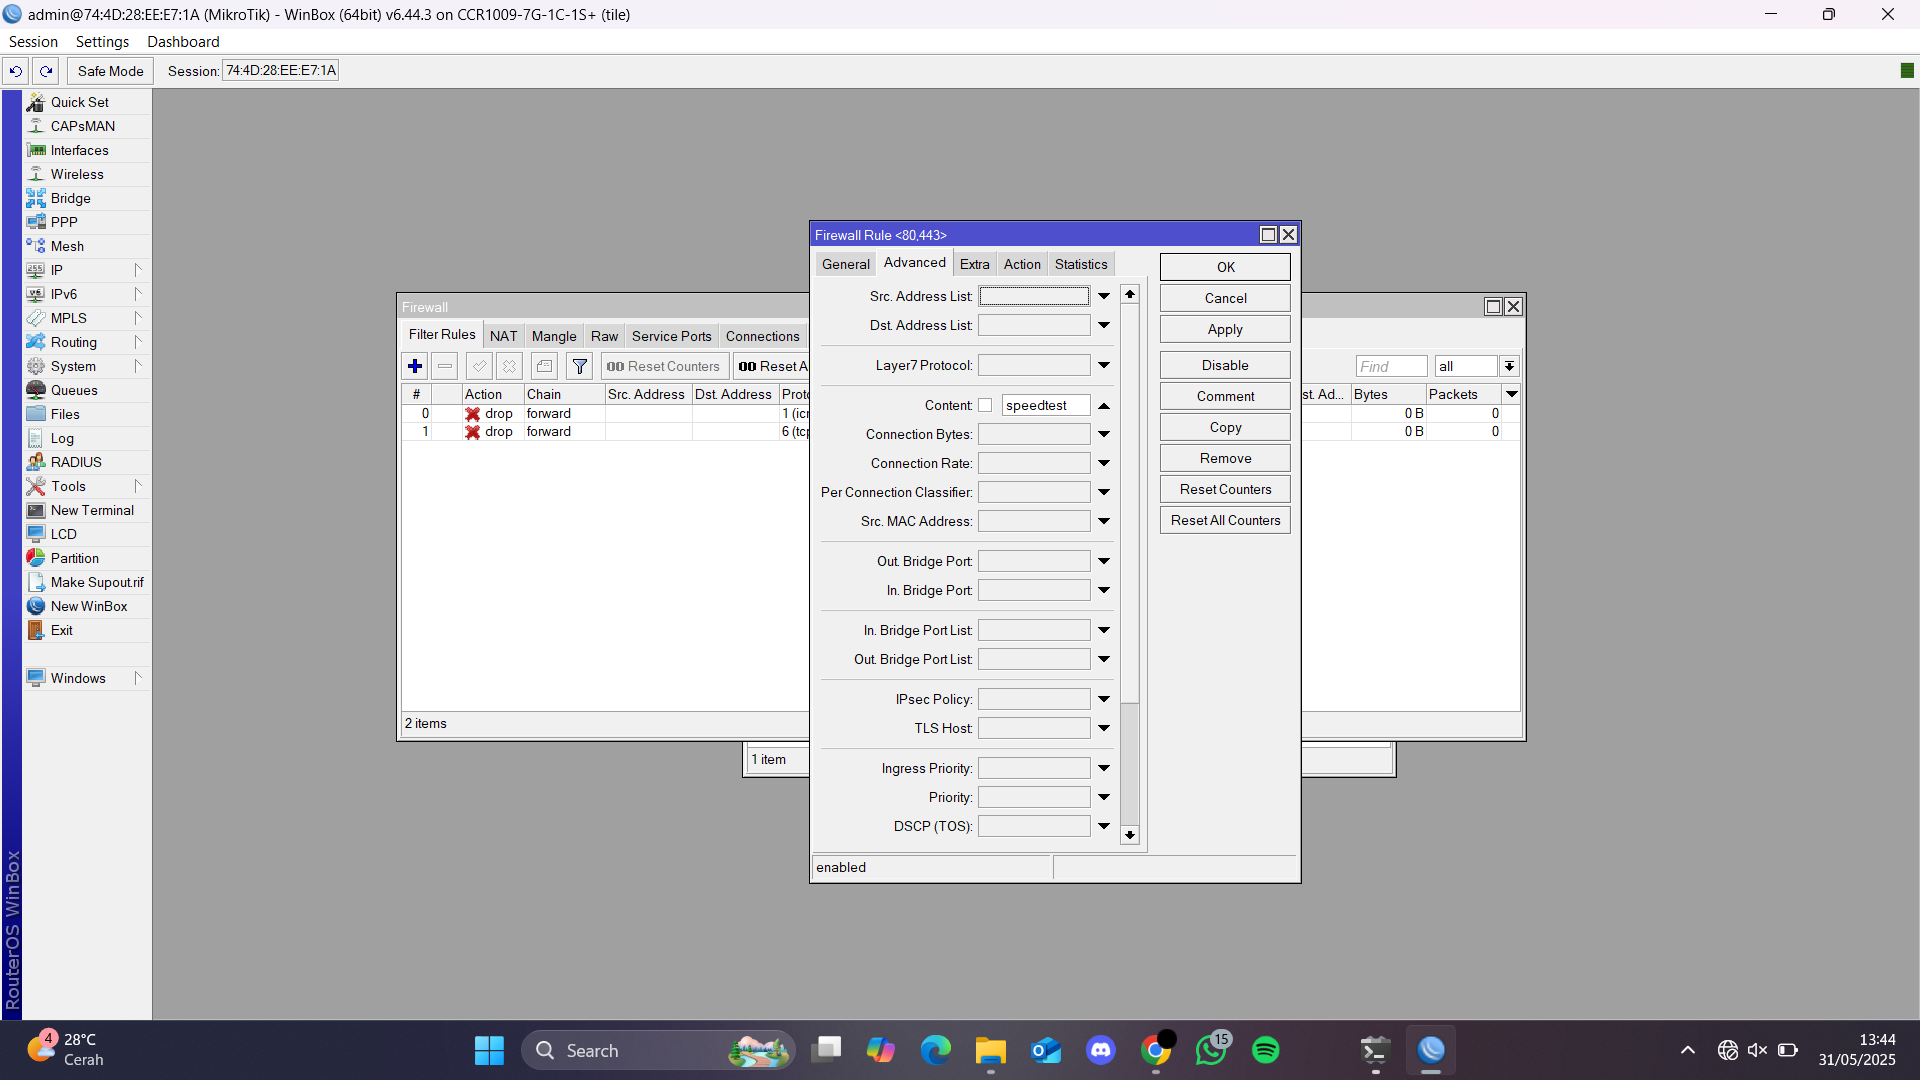 admin@74:4D:28:EE:E7:1A (MikroTik) - WinBox (64bit) v6.44.3 on CCR1009-7G-1C-1S+ (tile)
Session Settings Dashboard
Safe Mode Session: 74:4D:28:EE:E7:1A
Quick Set
CAPsMAN
Interfaces
Wireless
Bridge
PPP
Mesh
IP
IPv6
MPLS
Routing
System
Queues
Files
Log
RADIUS
Tools
New Terminal
LCD
Partition
Make Supout.rif
New WinBox
Exit
Windows
RouterOS WinBox
Firewall
Filter Rules NAT Mangle Raw Service Ports Connections
00 Reset Counters 00 Reset A
Find all
# Action Chain Src. Address Dst. Address Proto st. Ad... Bytes Packets
0 drop forward 1 (icr 0 B 0
1 drop forward 6 (tcp 0 B 0
2 items
1 item
Firewall Rule <80,443>
General Advanced Extra Action Statistics
Src. Address List:
Dst. Address List:
Layer7 Protocol:
Content: speedtest
Connection Bytes:
Connection Rate:
Per Connection Classifier:
Src. MAC Address:
Out. Bridge Port:
In. Bridge Port:
In. Bridge Port List:
Out. Bridge Port List:
IPsec Policy:
TLS Host:
Ingress Priority:
Priority:
DSCP (TOS):
enabled
OK
Cancel
Apply
Disable
Comment
Copy
Remove
Reset Counters
Reset All Counters
4
28°C
Cerah
Search
15
13:44
31/05/2025